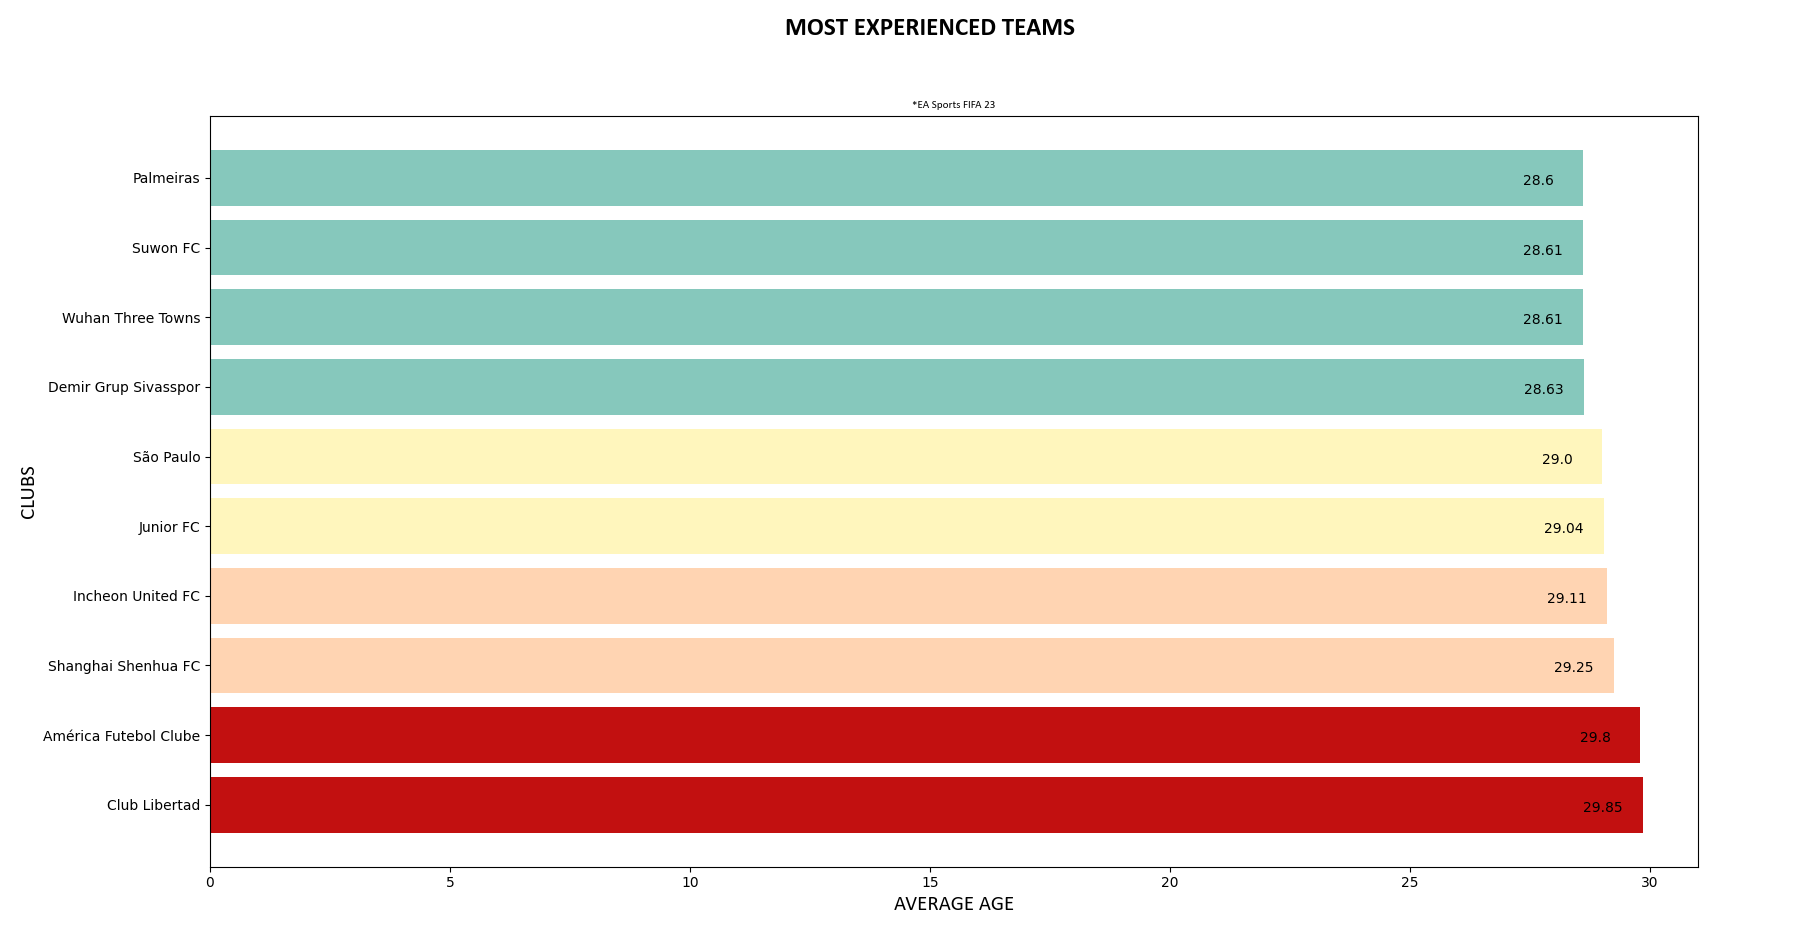 MOST EXPERIENCED TEAMS
*EA Sports FIFA 23
Palmeiras 28.6
Suwon FC 28.61
Wuhan Three Towns 28.61
Demir Grup Sivasspor 28.63
São Paulo 29.0
Junior FC 29.04
Incheon United FC 29.11
Shanghai Shenhua FC 29.25
América Futebol Clube 29.8
Club Libertad 29.85
CLUBS
0 5 10 15 20 25 30
AVERAGE AGE